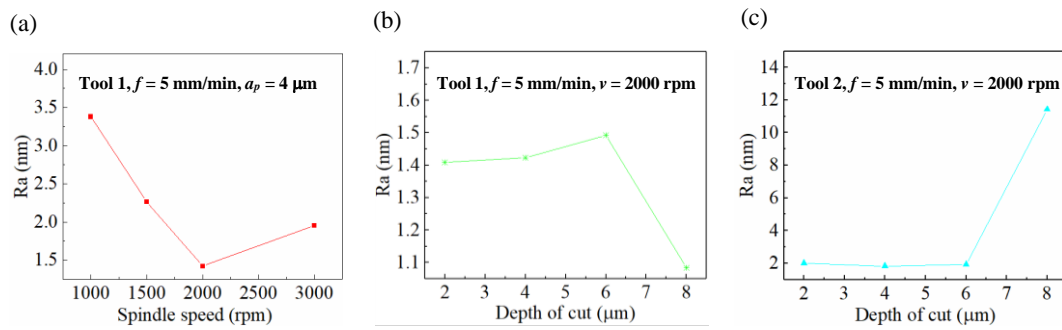 (a)
Tool 1, f = 5 mm/min, aₚ = 4 μm
Ra (nm)
4.0
3.5
3.0
2.5
2.0
1.5
1000 1500 2000 3000
Spindle speed (rpm)
(b)
Tool 1, f = 5 mm/min, v = 2000 rpm
Ra (nm)
1.7
1.6
1.5
1.4
1.3
1.2
1.1
2 3 4 5 6 7 8
Depth of cut (μm)
(c)
Tool 2, f = 5 mm/min, v = 2000 rpm
Ra (nm)
14
12
10
8
6
4
2
2 3 4 5 6 7 8
Depth of cut (μm)